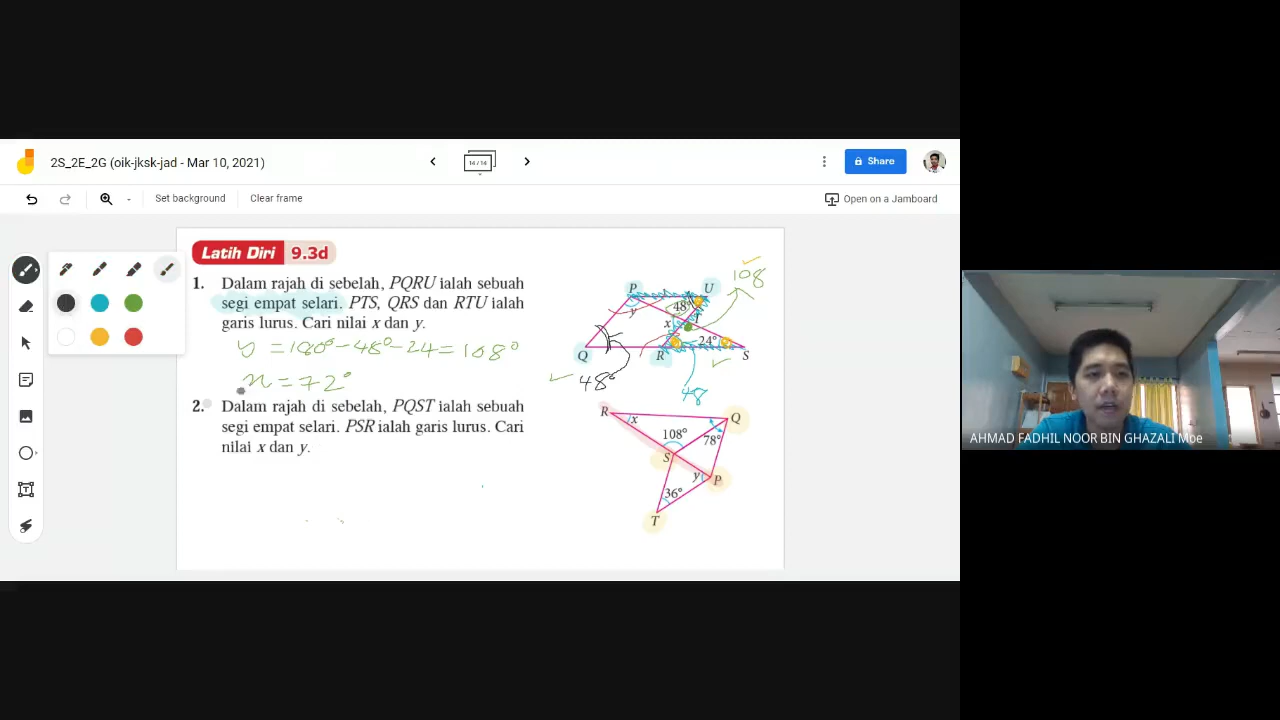 2S_2E_2G (oik-jksk-jad - Mar 10, 2021)
14 / 14
Share
Set background
Clear frame
Open on a Jamboard
Latih Diri 9.3d
1. Dalam rajah di sebelah, PQRU ialah sebuah
segi empat selari. PTS, QRS dan RTU ialah
garis lurus. Cari nilai x dan y.
y = 180° - 48° - 24 = 108°
x = 72°
P
U
108
48°
y
x
T
24°
Q
R
S
48°
48
2. Dalam rajah di sebelah, PQST ialah sebuah
segi empat selari. PSR ialah garis lurus. Cari
nilai x dan y.
R
x
Q
108°
78°
S
y
P
36°
T
AHMAD FADHIL NOOR BIN GHAZALI Moe